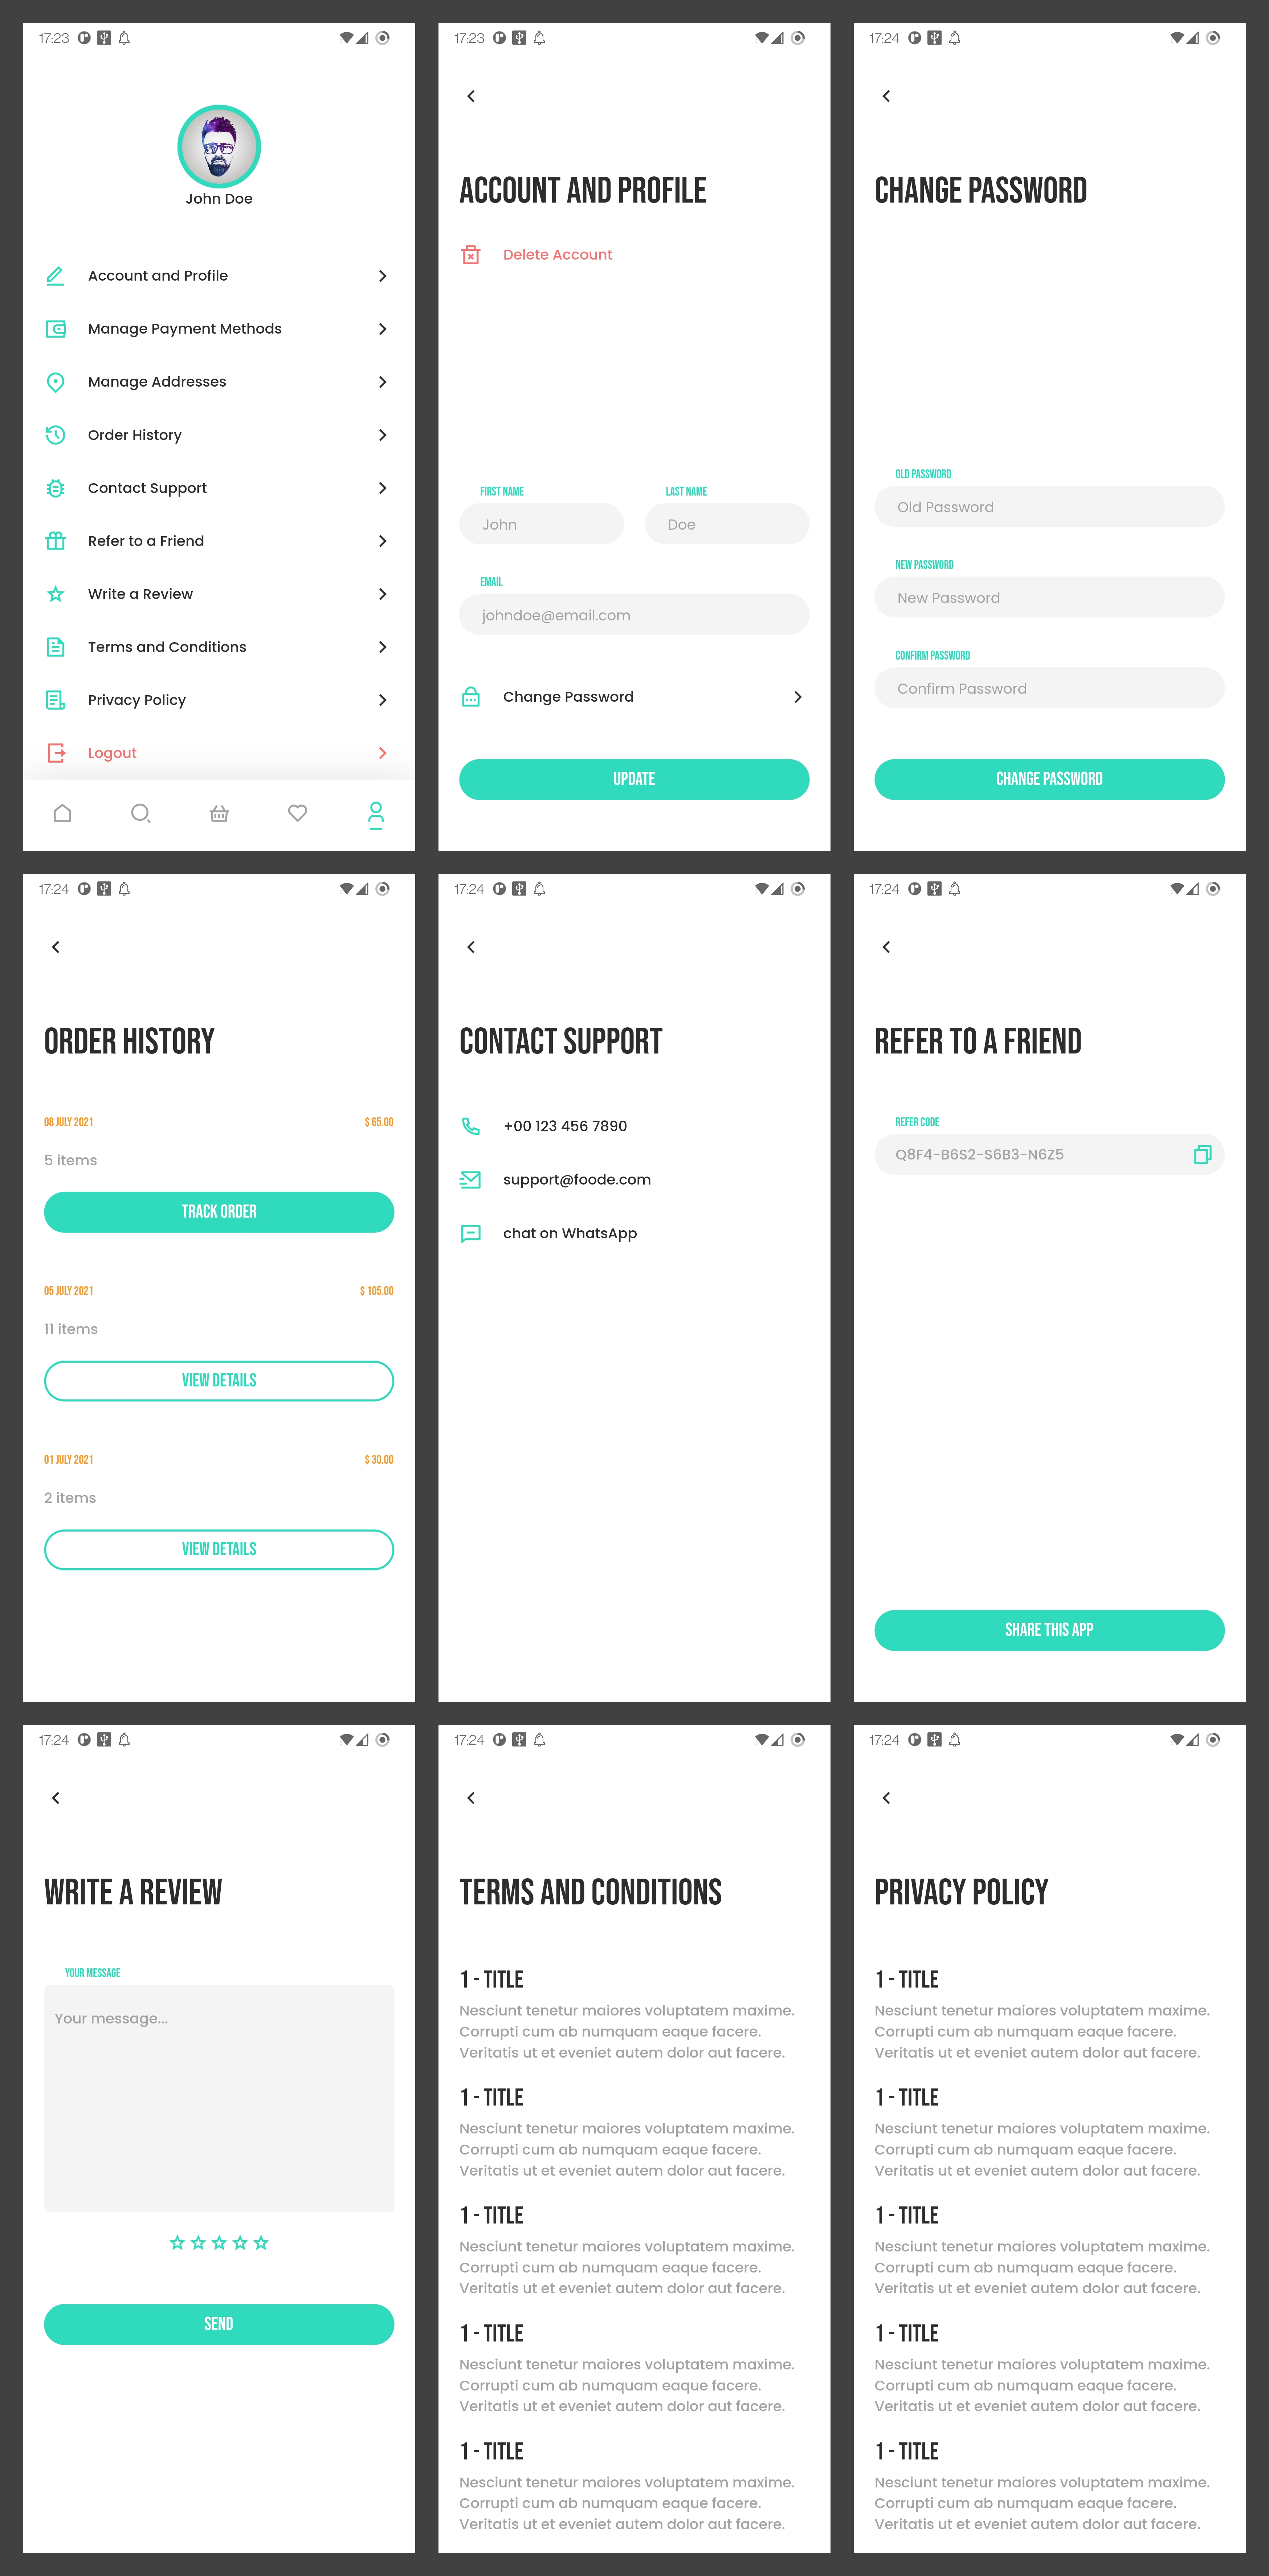 17:23
John Doe
Account and Profile
Manage Payment Methods
Manage Addresses
Order History
Contact Support
Refer to a Friend
Write a Review
Terms and Conditions
Privacy Policy
Logout
17:23
ACCOUNT AND PROFILE
Delete Account
FIRST NAME LAST NAME
John Doe
EMAIL
johndoe@email.com
Change Password
UPDATE
17:24
CHANGE PASSWORD
OLD PASSWORD
Old Password
NEW PASSWORD
New Password
CONFIRM PASSWORD
Confirm Password
CHANGE PASSWORD
17:24
ORDER HISTORY
08 JULY 2021 $ 65.00
5 items
TRACK ORDER
05 JULY 2021 $ 105.00
11 items
VIEW DETAILS
01 JULY 2021 $ 30.00
2 items
VIEW DETAILS
17:24
CONTACT SUPPORT
+00 123 456 7890
support@foode.com
chat on WhatsApp
17:24
REFER TO A FRIEND
REFER CODE
Q8F4-B6S2-S6B3-N6Z5
SHARE THIS APP
17:24
WRITE A REVIEW
YOUR MESSAGE
Your message...
SEND
17:24
TERMS AND CONDITIONS
1 - TITLE
Nesciunt tenetur maiores voluptatem maxime.
Corrupti cum ab numquam eaque facere.
Veritatis ut et eveniet autem dolor aut facere.
1 - TITLE
Nesciunt tenetur maiores voluptatem maxime.
Corrupti cum ab numquam eaque facere.
Veritatis ut et eveniet autem dolor aut facere.
1 - TITLE
Nesciunt tenetur maiores voluptatem maxime.
Corrupti cum ab numquam eaque facere.
Veritatis ut et eveniet autem dolor aut facere.
1 - TITLE
Nesciunt tenetur maiores voluptatem maxime.
Corrupti cum ab numquam eaque facere.
Veritatis ut et eveniet autem dolor aut facere.
1 - TITLE
Nesciunt tenetur maiores voluptatem maxime.
Corrupti cum ab numquam eaque facere.
Veritatis ut et eveniet autem dolor aut facere.
17:24
PRIVACY POLICY
1 - TITLE
Nesciunt tenetur maiores voluptatem maxime.
Corrupti cum ab numquam eaque facere.
Veritatis ut et eveniet autem dolor aut facere.
1 - TITLE
Nesciunt tenetur maiores voluptatem maxime.
Corrupti cum ab numquam eaque facere.
Veritatis ut et eveniet autem dolor aut facere.
1 - TITLE
Nesciunt tenetur maiores voluptatem maxime.
Corrupti cum ab numquam eaque facere.
Veritatis ut et eveniet autem dolor aut facere.
1 - TITLE
Nesciunt tenetur maiores voluptatem maxime.
Corrupti cum ab numquam eaque facere.
Veritatis ut et eveniet autem dolor aut facere.
1 - TITLE
Nesciunt tenetur maiores voluptatem maxime.
Corrupti cum ab numquam eaque facere.
Veritatis ut et eveniet autem dolor aut facere.